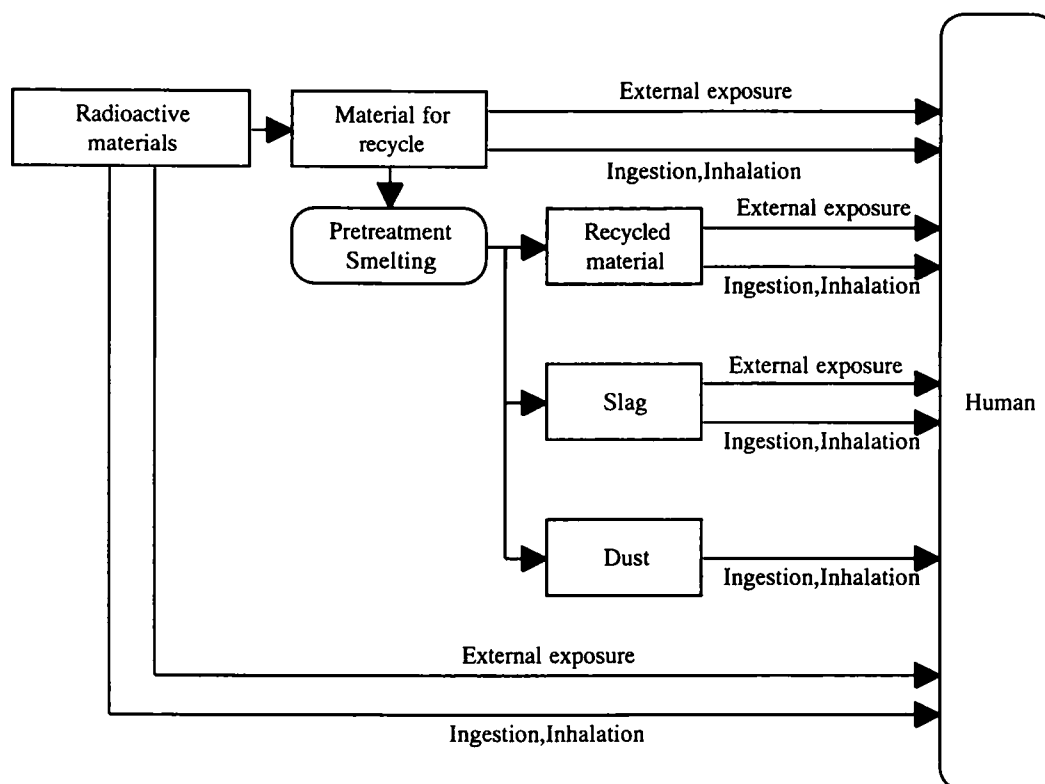 Radioactive
materials
Material for
recycle
External exposure
Ingestion,Inhalation
Pretreatment
Smelting
Recycled
material
External exposure
Ingestion,Inhalation
Slag
External exposure
Ingestion,Inhalation
Human
Dust
Ingestion,Inhalation
External exposure
Ingestion,Inhalation